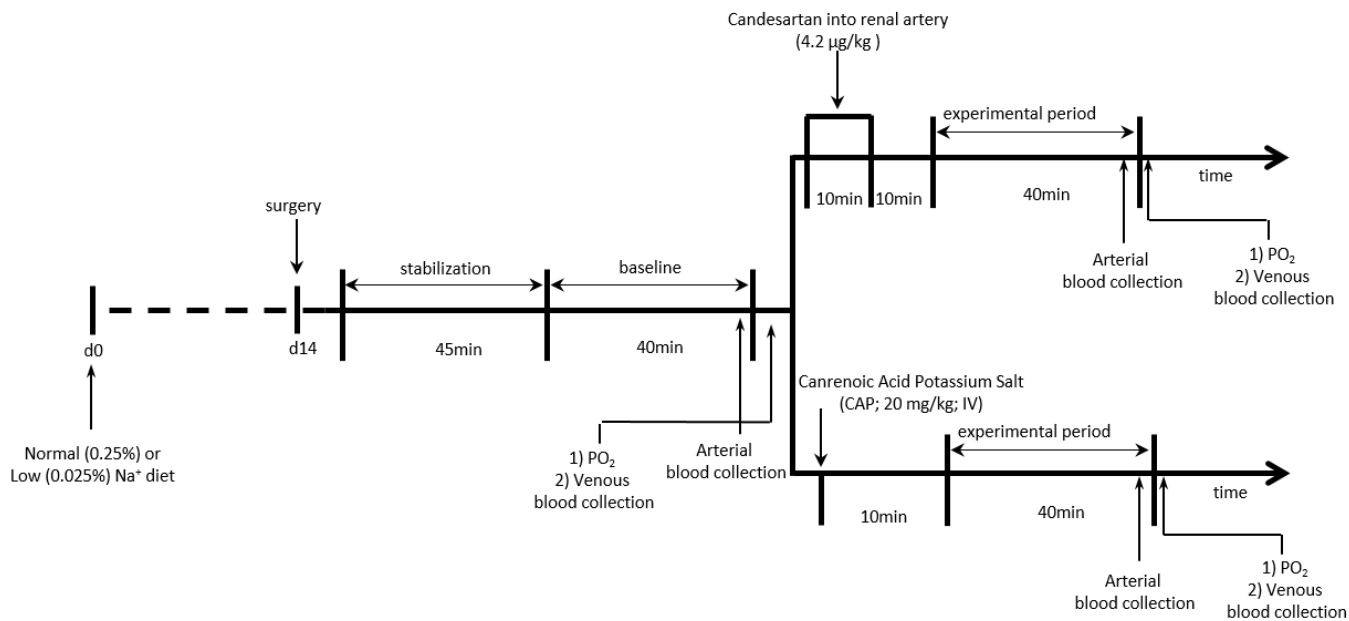 Candesartan into renal artery
(4.2 µg/kg )
experimental period
time
10min
10min
40min
Arterial
blood collection
1) PO₂
2) Venous
blood collection
surgery
stabilization
baseline
d0
d14
45min
40min
Normal (0.25%) or
Low (0.025%) Na⁺ diet
1) PO₂
2) Venous
blood collection
Arterial
blood collection
Canrenoic Acid Potassium Salt
(CAP; 20 mg/kg; IV)
experimental period
time
10min
40min
Arterial
blood collection
1) PO₂
2) Venous
blood collection